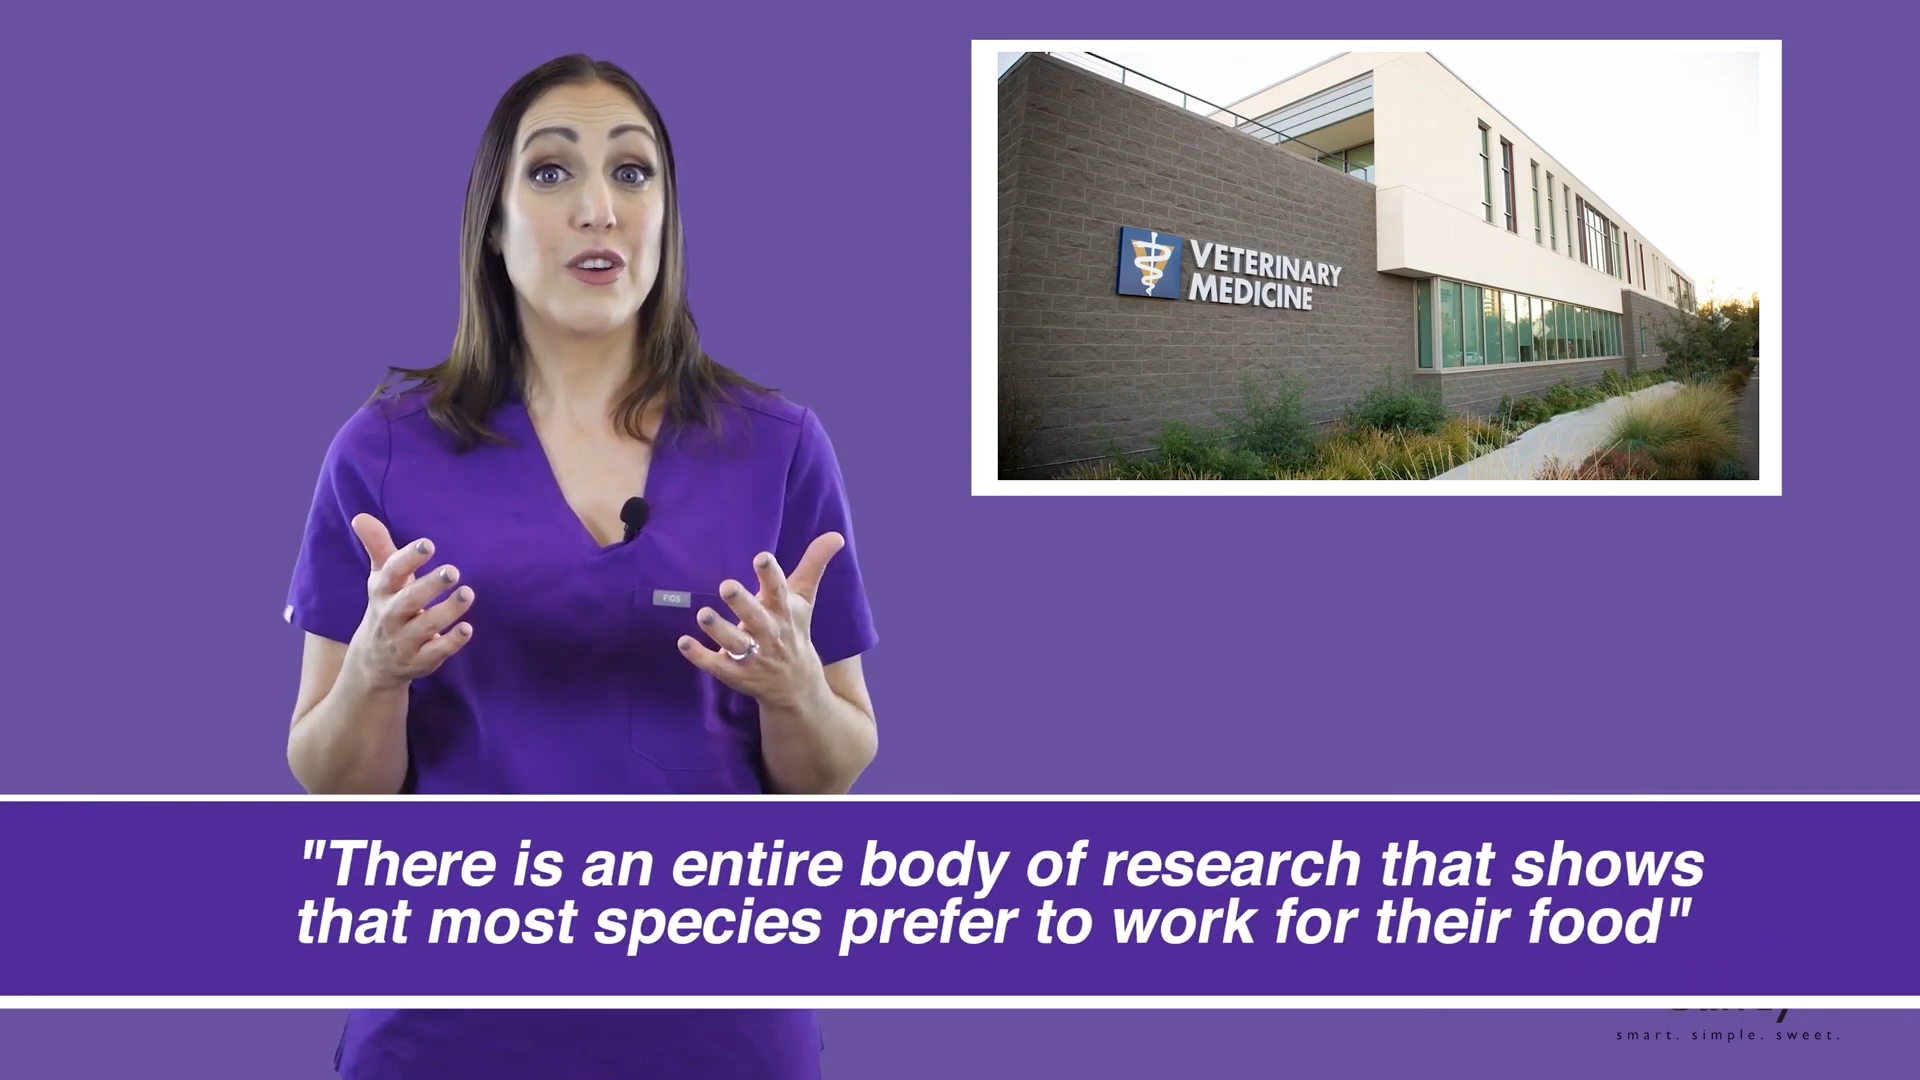 VETERINARY
MEDICINE
FIGS
"There is an entire body of research that shows
that most species prefer to work for their food"
smart. simple. sweet.